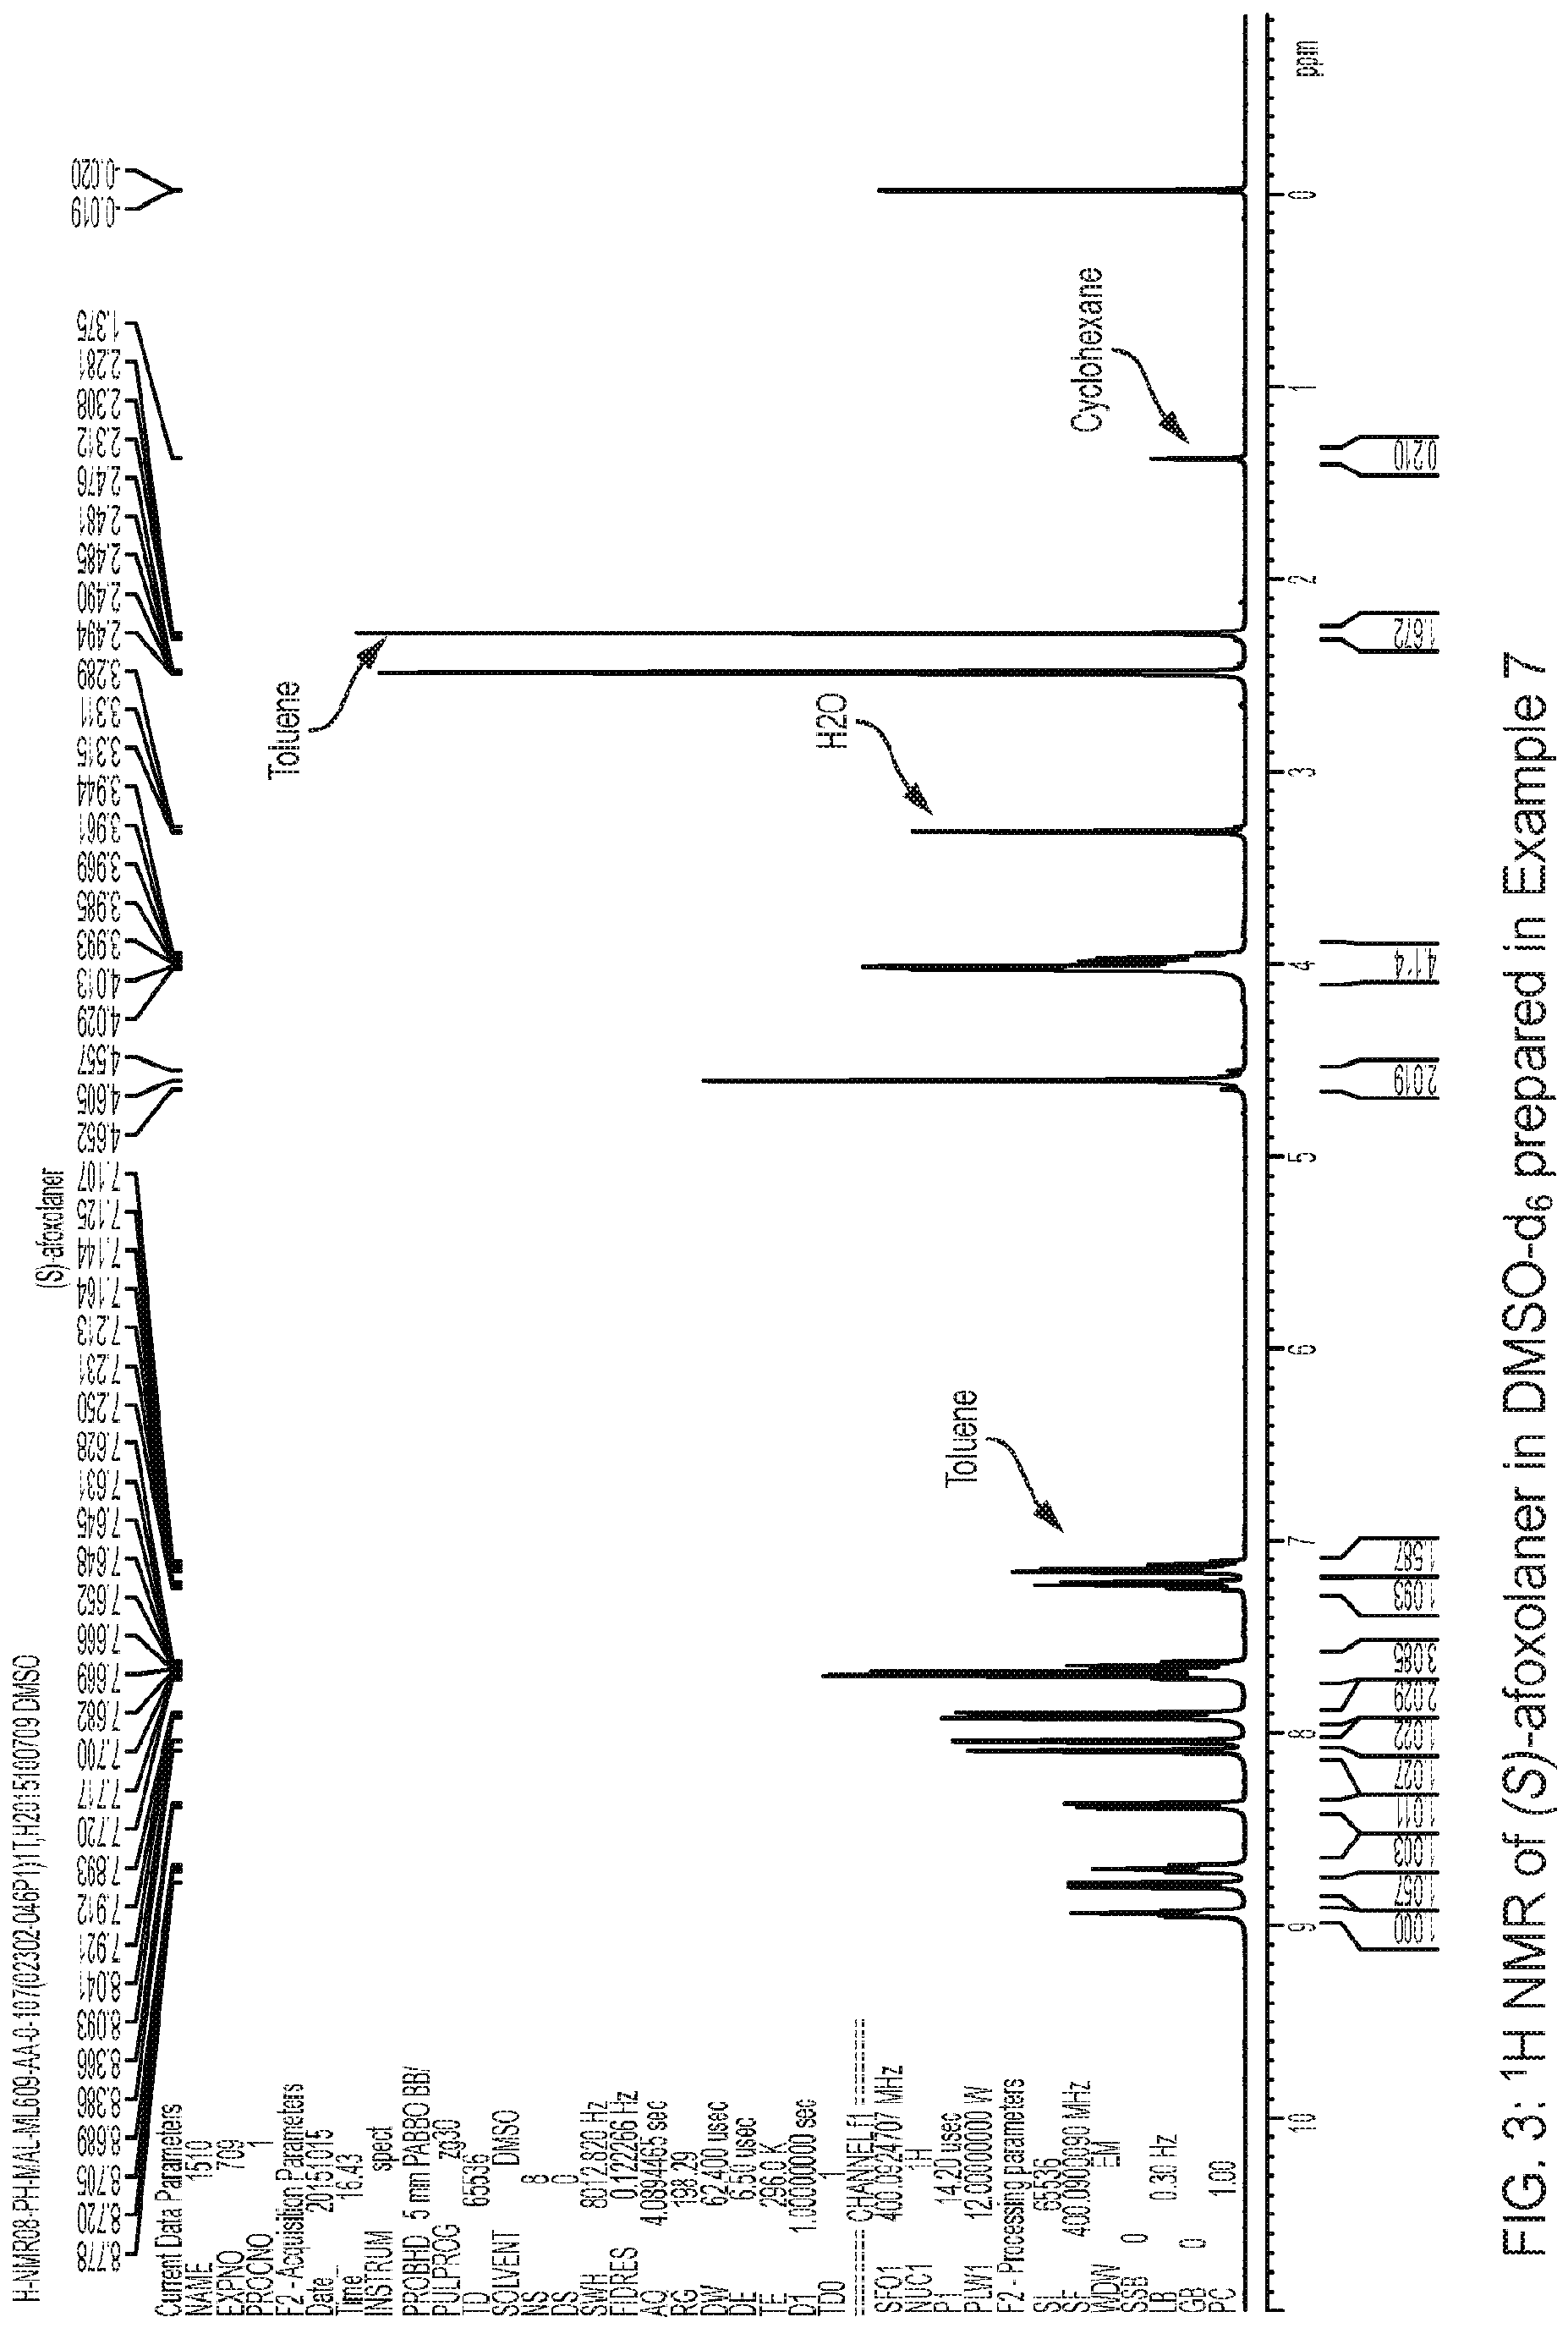 H-NMR08-PHMAL-ML609-AA-0-107(02302-046P1)1T,H2015100709 DMSO
(S)-afoxolaner
8.778
8.720
8.705
8.689
8.386
8.366
8.093
8.041
7.921
7.912
7.893
7.720
7.717
7.700
7.682
7.669
7.666
7.652
7.648
7.645
7.631
7.628
7.250
7.231
7.213
7.164
7.144
7.125
7.107
4.652
4.605
4.557
4.029
4.013
3.993
3.985
3.969
3.961
3.944
3.315
3.311
3.289
2.494
2.490
2.485
2.481
2.476
2.312
2.308
2.281
1.375
-0.019
-0.020
Current Data Parameters
NAME 1510
EXPNO 709
PROCNO 1
F2 - Acquisition Parameters
Date_ 20151015
Time 16.43
INSTRUM spect
PROBHD 5 mm PABBO BB/
PULPROG zg30
TD 65536
SOLVENT DMSO
NS 8
DS 0
SWH 8012.820 Hz
FIDRES 0.122266 Hz
AQ 4.0894465 sec
RG 198.29
DW 62.400 usec
DE 6.50 usec
TE 296.0 K
D1 1.00000000 sec
TD0 1
CHANNEL f1
SFO1 400.0924707 MHz
NUC1 1H
P1 14.20 usec
PLW1 12.00000000 W
F2 - Processing parameters
SI 65536
SF 400.0900090 MHz
WDW EM
SSB 0
LB 0.30 Hz
GB 0
PC 1.00
Toluene
Toluene
H2O
Cyclohexane
10 9 8 7 6 5 4 3 2 1 0 ppm
1.000
1.057
1.003
1.011
1.027
1.022
2.029
3.085
1.093
1.587
2.019
4.114
1.672
0.210
FIG. 3: ¹H NMR of (S)-afoxolaner in DMSO-d₆ prepared in Example 7